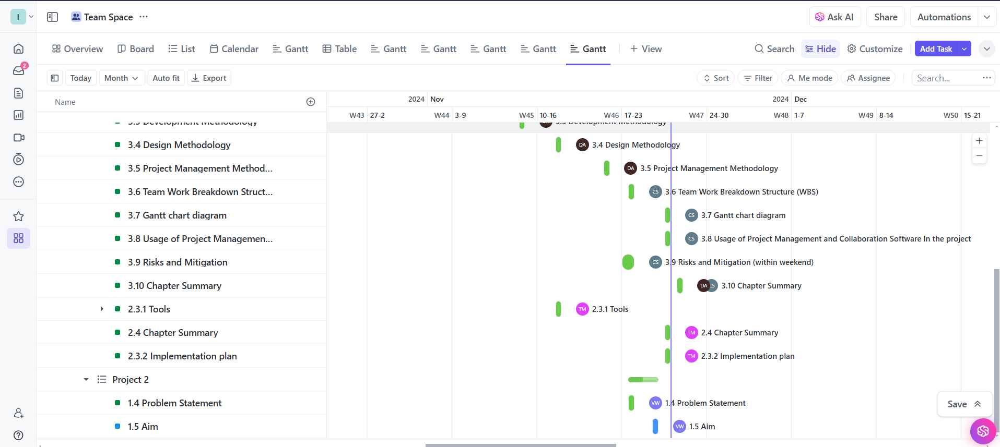 I
Team Space ...
Ask AI
Share
Automations
Overview
Board
List
Calendar
Gantt
Table
Gantt
Gantt
Gantt
Gantt
Gantt
+ View
Search
Hide
Customize
Add Task
2
Today
Month
Auto fit
Export
Sort
Filter
Me mode
Assignee
Search...
Name
2024 Nov
2024 Dec
W43 27-2
W44 3-9
W45 10-16
W46 17-23
W47 24-30
W48 1-7
W49 8-14
W50 15-21
3.3 Development Methodology
3.3 Development Methodology
3.4 Design Methodology
DA 3.4 Design Methodology
3.5 Project Management Method...
DA 3.5 Project Management Methodology
3.6 Team Work Breakdown Struct...
CS 3.6 Team Work Breakdown Structure (WBS)
3.7 Gantt chart diagram
CS 3.7 Gantt chart diagram
3.8 Usage of Project Managemen...
CS 3.8 Usage of Project Management and Collaboration Software In the project
3.9 Risks and Mitigation
CS 3.9 Risks and Mitigation (within weekend)
3.10 Chapter Summary
DA CS 3.10 Chapter Summary
2.3.1 Tools
TM 2.3.1 Tools
2.4 Chapter Summary
TM 2.4 Chapter Summary
2.3.2 Implementation plan
TM 2.3.2 Implementation plan
Project 2
1.4 Problem Statement
VW 1.4 Problem Statement
1.5 Aim
VW 1.5 Aim
Save